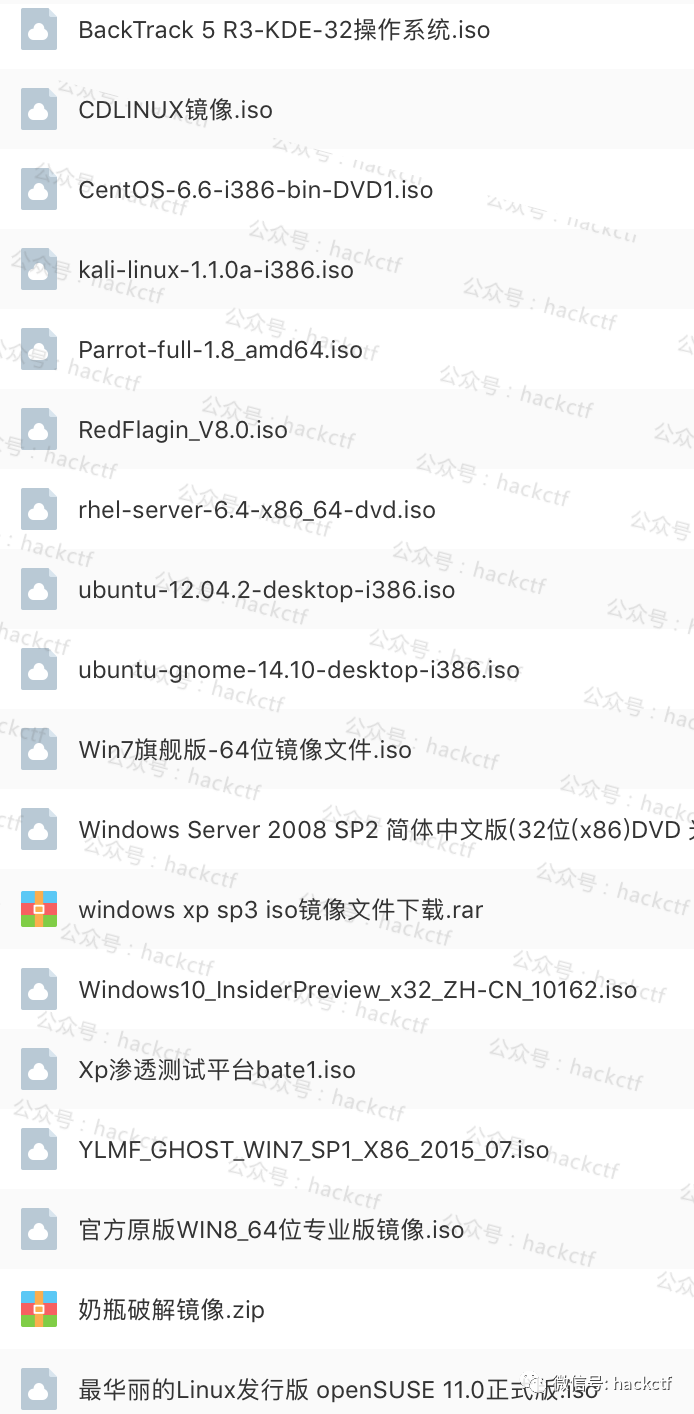 BackTrack 5 R3-KDE-32操作系统.iso
CDLINUX镜像.iso
CentOS-6.6-i386-bin-DVD1.iso
kali-linux-1.1.0a-i386.iso
Parrot-full-1.8_amd64.iso
RedFlagin_V8.0.iso
rhel-server-6.4-x86_64-dvd.iso
ubuntu-12.04.2-desktop-i386.iso
ubuntu-gnome-14.10-desktop-i386.iso
Win7旗舰版-64位镜像文件.iso
Windows Server 2008 SP2 简体中文版(32位(x86)DVD
windows xp sp3 iso镜像文件下载.rar
Windows10_InsiderPreview_x32_ZH-CN_10162.iso
Xp渗透测试平台bate1.iso
YLMF_GHOST_WIN7_SP1_X86_2015_07.iso
官方原版WIN8_64位专业版镜像.iso
奶瓶破解镜像.zip
最华丽的Linux发行版 openSUSE 11.0正式版.iso
微信号: hackctf
公众号：hackctf